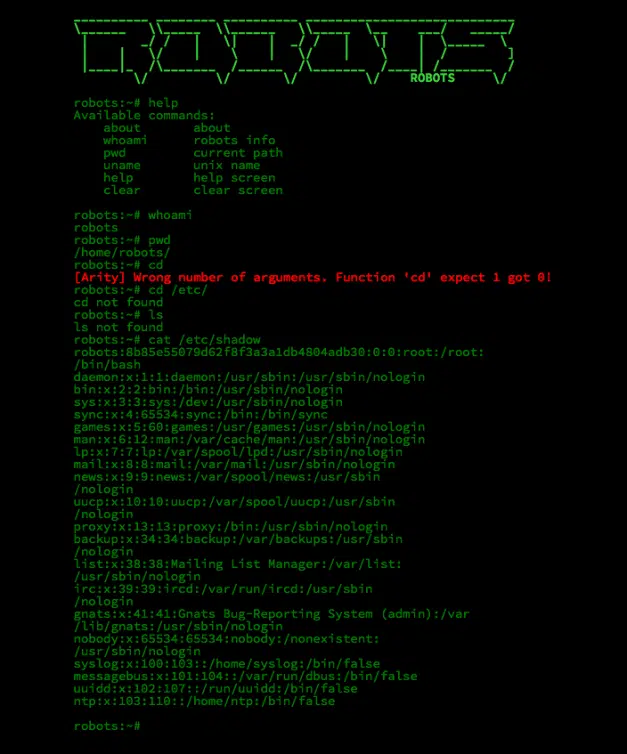 ROBOTS
ROBOTS
robots:~# help
Available commands:
about about
whoami robots info
pwd current path
uname unix name
help help screen
clear clear screen
robots:~# whoami
robots
robots:~# pwd
/home/robots/
robots:~# cd
[Arity] Wrong number of arguments. Function 'cd' expect 1 got 0!
robots:~# cd /etc/
cd not found
robots:~# ls
ls not found
robots:~# cat /etc/shadow
robots:8b85e55079d62f8f3a3a1db4804adb30:0:0:root:/root:
/bin/bash
daemon:x:1:1:daemon:/usr/sbin:/usr/sbin/nologin
bin:x:2:2:bin:/bin:/usr/sbin/nologin
sys:x:3:3:sys:/dev:/usr/sbin/nologin
sync:x:4:65534:sync:/bin:/bin/sync
games:x:5:60:games:/usr/games:/usr/sbin/nologin
man:x:6:12:man:/var/cache/man:/usr/sbin/nologin
lp:x:7:7:lp:/var/spool/lpd:/usr/sbin/nologin
mail:x:8:8:mail:/var/mail:/usr/sbin/nologin
news:x:9:9:news:/var/spool/news:/usr/sbin
/nologin
uucp:x:10:10:uucp:/var/spool/uucp:/usr/sbin
/nologin
proxy:x:13:13:proxy:/bin:/usr/sbin/nologin
backup:x:34:34:backup:/var/backups:/usr/sbin
/nologin
list:x:38:38:Mailing List Manager:/var/list:
/usr/sbin/nologin
irc:x:39:39:ircd:/var/run/ircd:/usr/sbin
/nologin
gnats:x:41:41:Gnats Bug-Reporting System (admin):/var
/lib/gnats:/usr/sbin/nologin
nobody:x:65534:65534:nobody:/nonexistent:
/usr/sbin/nologin
syslog:x:100:103::/home/syslog:/bin/false
messagebus:x:101:104::/var/run/dbus:/bin/false
uuidd:x:102:107::/run/uuidd:/bin/false
ntp:x:103:110::/home/ntp:/bin/false
robots:~#